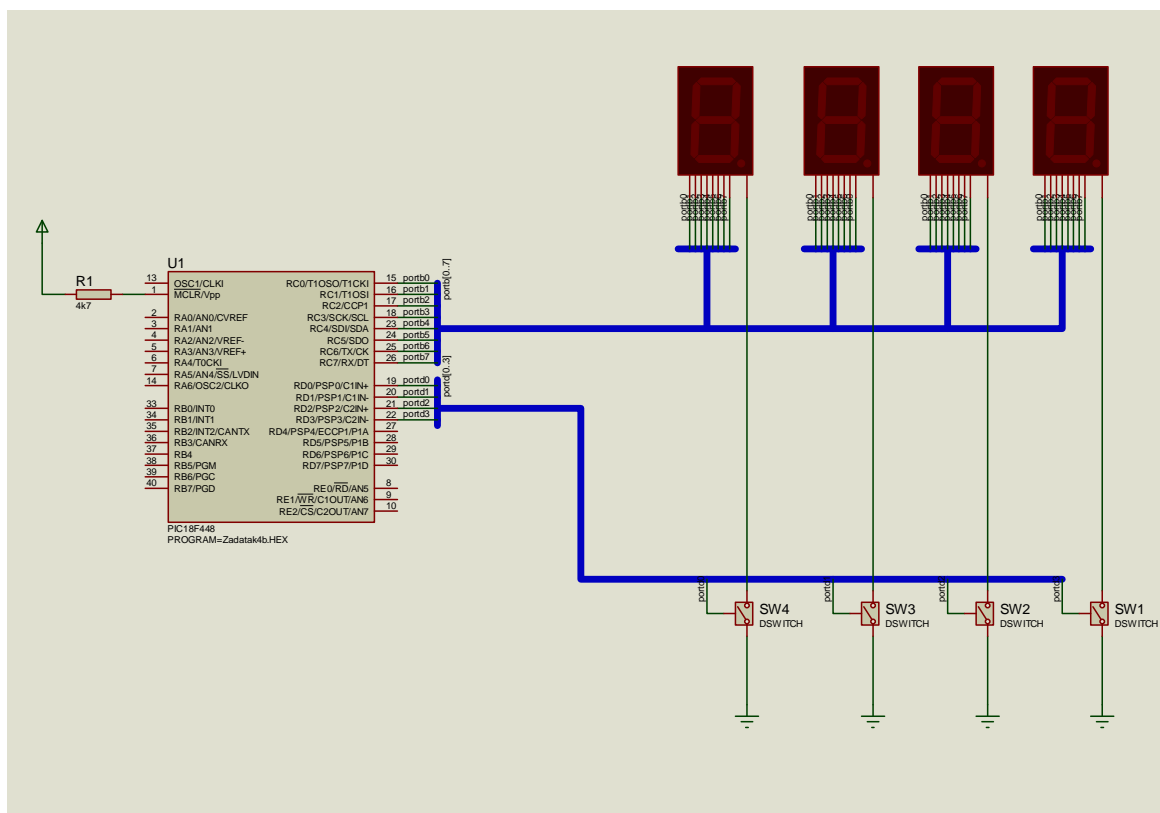 U1
R1
4k7
13 OSC1/CLKI
1 MCLR/Vpp
2 RA0/AN0/CVREF
3 RA1/AN1
4 RA2/AN2/VREF-
5 RA3/AN3/VREF+
6 RA4/T0CKI
7 RA5/AN4/SS/LVDIN
14 RA6/OSC2/CLKO
33 RB0/INT0
34 RB1/INT1
35 RB2/INT2/CANTX
36 RB3/CANRX
37 RB4
38 RB5/PGM
39 RB6/PGC
40 RB7/PGD
RC0/T1OSO/T1CKI 15 portb0
RC1/T1OSI 16 portb1
RC2/CCP1 17 portb2
RC3/SCK/SCL 18 portb3
RC4/SDI/SDA 23 portb4
RC5/SDO 24 portb5
RC6/TX/CK 25 portb6
RC7/RX/DT 26 portb7
RD0/PSP0/C1IN+ 19 portd0
RD1/PSP1/C1IN- 20 portd1
RD2/PSP2/C2IN+ 21 portd2
RD3/PSP3/C2IN- 22 portd3
RD4/PSP4/ECCP1/P1A 27
RD5/PSP5/P1B 28
RD6/PSP6/P1C 29
RD7/PSP7/P1D 30
RE0/RD/AN5 8
RE1/WR/C1OUT/AN6 9
RE2/CS/C2OUT/AN7 10
portb[0..7]
portd[0..3]
PIC18F448
PROGRAM=Zadatak4b.HEX
portb0
portb0
portb0
portb0
SW4
DSWITCH
SW3
DSWITCH
SW2
DSWITCH
SW1
DSWITCH